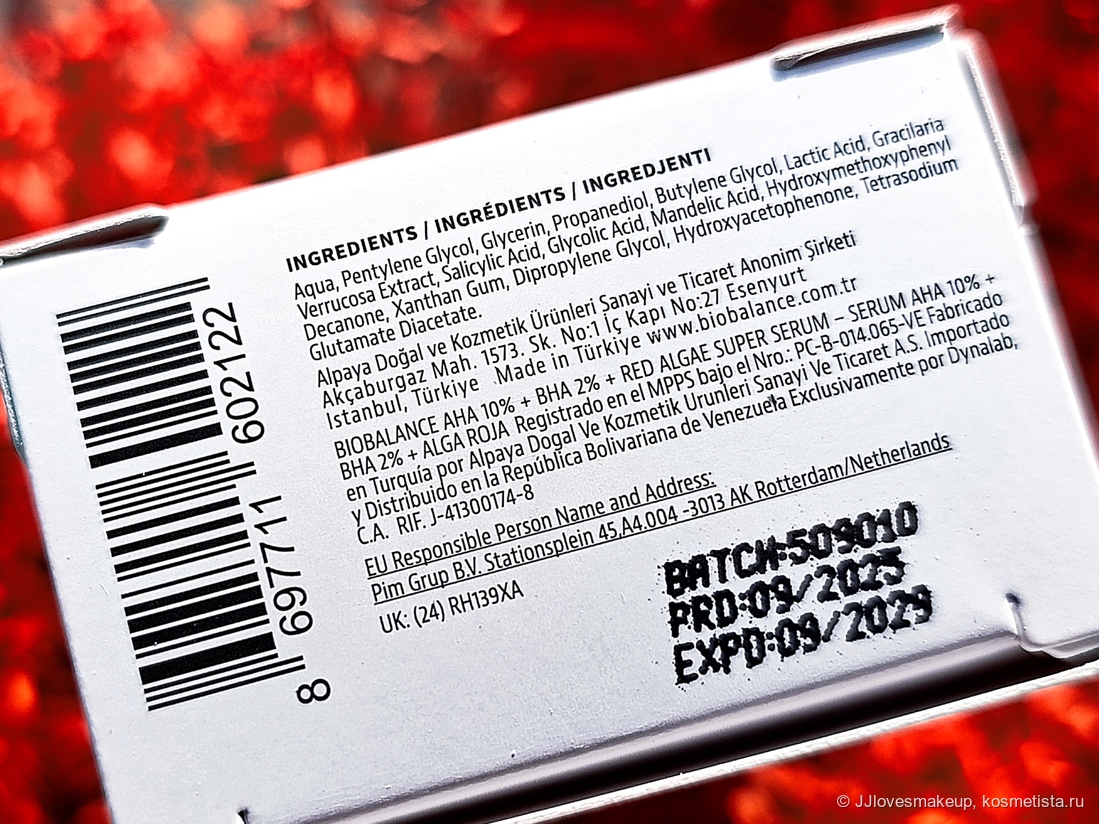 INGREDIENTS / INGRÉDIENTS / INGREDJENTI
Aqua, Pentylene Glycol, Glycerin, Propanediol, Butylene Glycol, Lactic Acid, Gracilaria
Verrucosa Extract, Salicylic Acid, Glycolic Acid, Mandelic Acid, Hydroxymethoxyphenyl
Decanone, Xanthan Gum, Dipropylene Glycol, Hydroxyacetophenone, Tetrasodium
Glutamate Diacetate.
Alpaya Doğal ve Kozmetik Ürünleri Sanayi ve Ticaret Anonim Şirketi
Akçaburgaz Mah. 1573. Sk. No:1 İç Kapı No:27 Esenyurt
Istanbul, Türkiye Made in Türkiye www.biobalance.com.tr
BIOBALANCE AHA 10% + BHA 2% + RED ALGAE SUPER SERUM – SERUM AHA 10% +
BHA 2% + ALGA ROJA Registrado en el MPPS bajo el Nro.: PC-B-014.065-VE Fabricado
en Turquía por Alpaya Dogal Ve Kozmetik Urunleri Sanayi Ve Ticaret A.S. Importado
y Distribuido en la República Bolivariana de Venezuela Exclusivamente por Dynalab,
C.A. RIF. J-41300174-8
EU Responsible Person Name and Address:
Pim Grup B.V. Stationsplein 45,A4.004 -3013 AK Rotterdam/Netherlands
UK: (24) RH139XA
BATCH:509010
PRD:09/2025
EXPD:09/2029
8 697711 602122
© JJlovesmakeup, kosmetista.ru